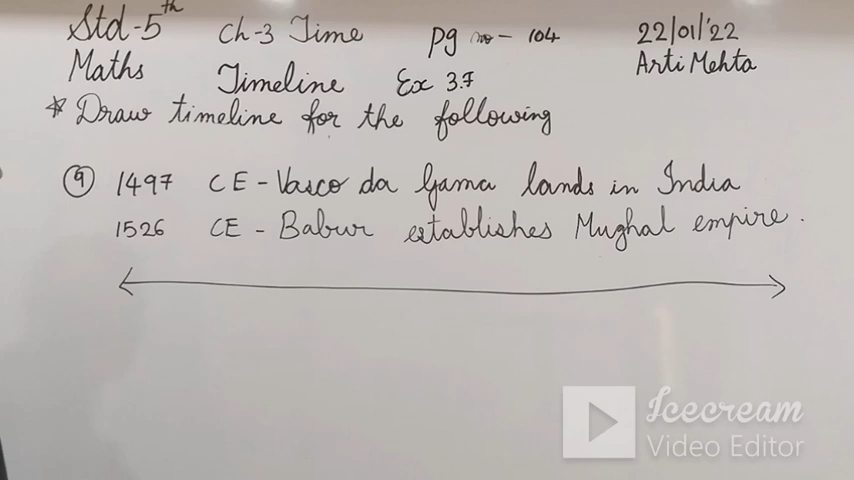 Std-5th Ch-3 Time pg no - 104 22/01/'22
Maths Timeline Ex 3.7 Arti Mehta
* Draw timeline for the following
9 1497 CE - Vasco da Gama lands in India
1526 CE - Babur establishes Mughal empire.
Icecream
Video Editor